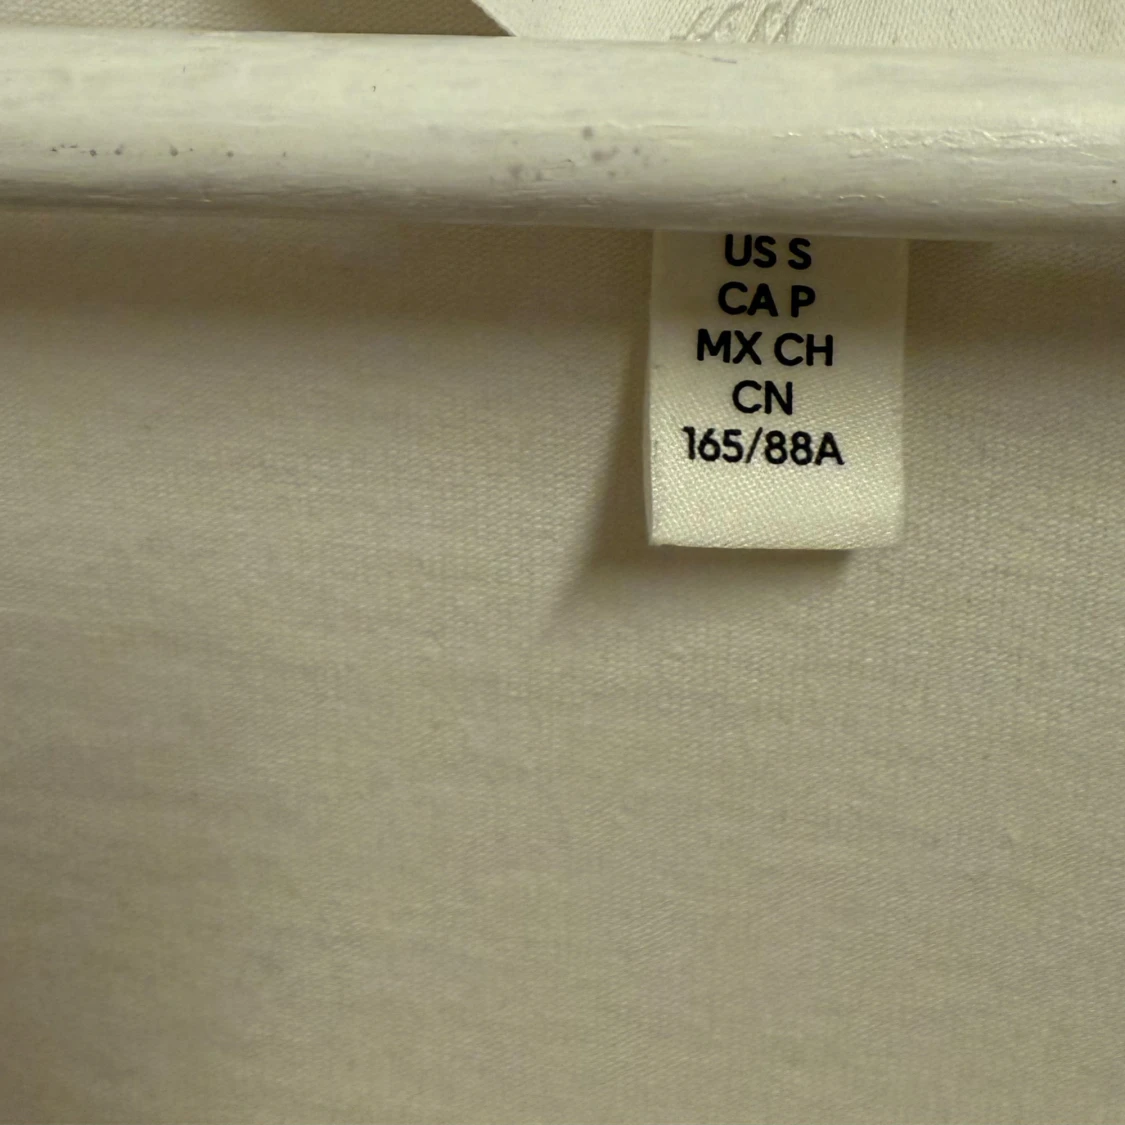 US S
CA P
MX CH
CN
165/88A